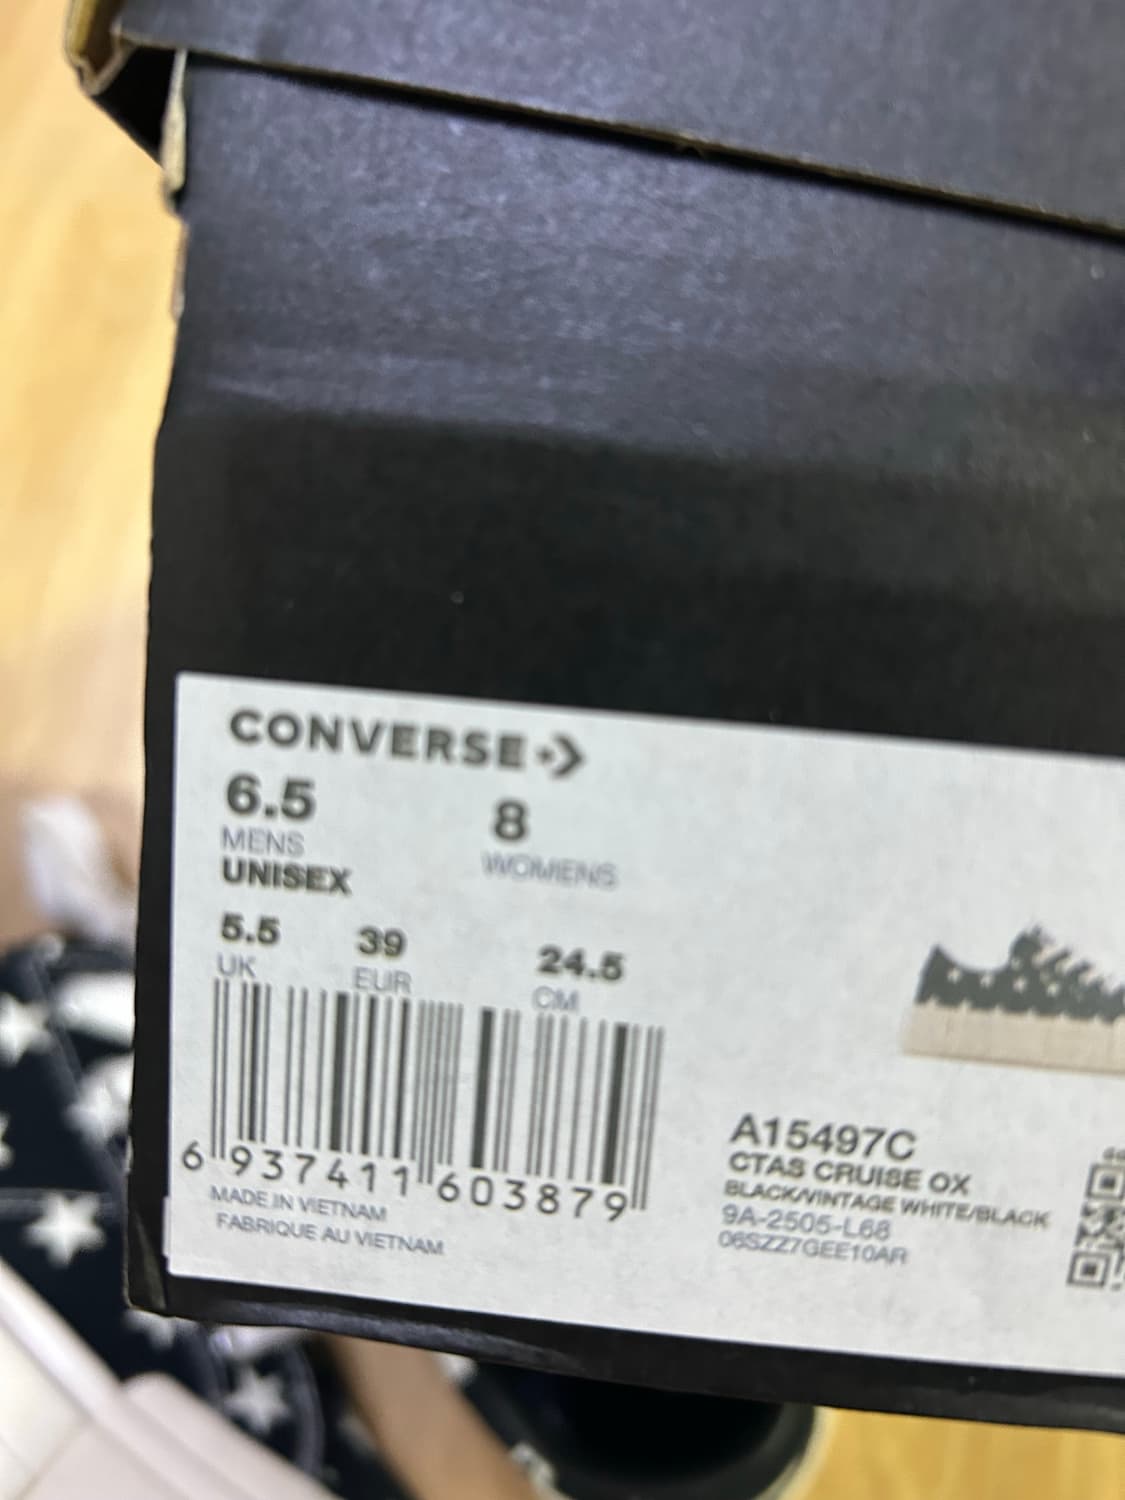 CONVERSE
6.5 8
MENS WOMENS
UNISEX
5.5 39 24.5
UK EUR CM
6 937411 603879
MADE IN VIETNAM
FABRIQUE AU VIETNAM
A15497C
CTAS CRUISE OX
BLACK/VINTAGE WHITE/BLACK
9A-2505-L68
06SZZ7GEE10AR